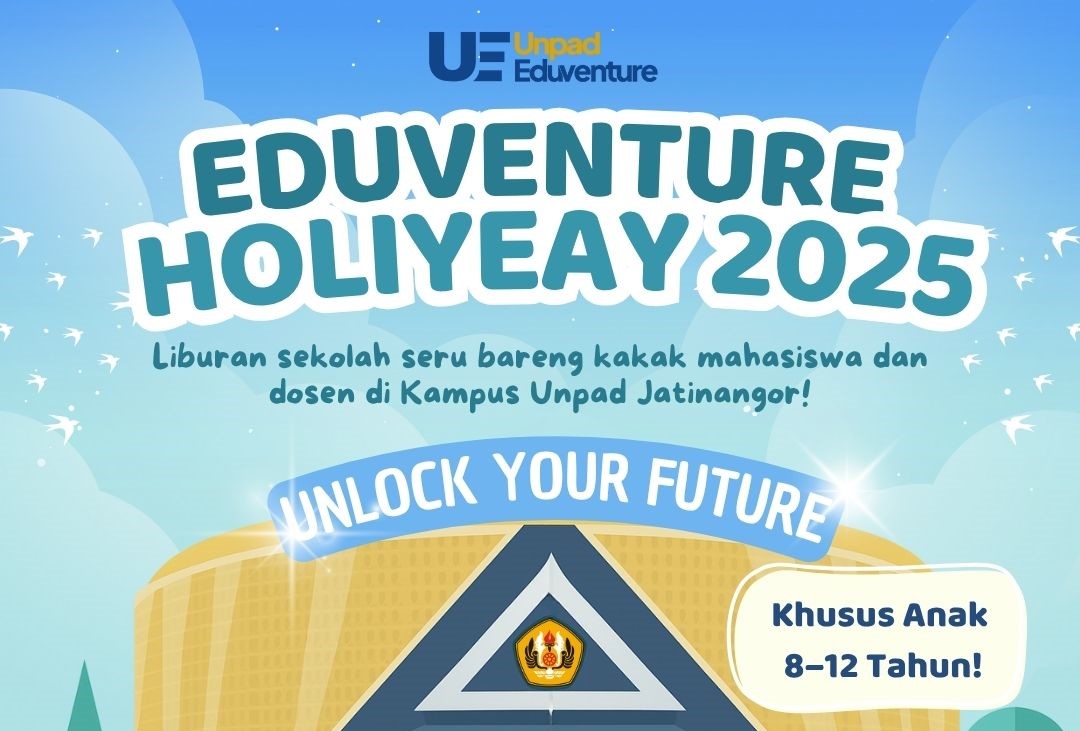 UE Unpad
Eduventure
EDUVENTURE
HOLIYEAY 2025
Liburan sekolah seru bareng kakak mahasiswa dan
dosen di Kampus Unpad Jatinangor!
UNLOCK YOUR FUTURE
Khusus Anak
8–12 Tahun!